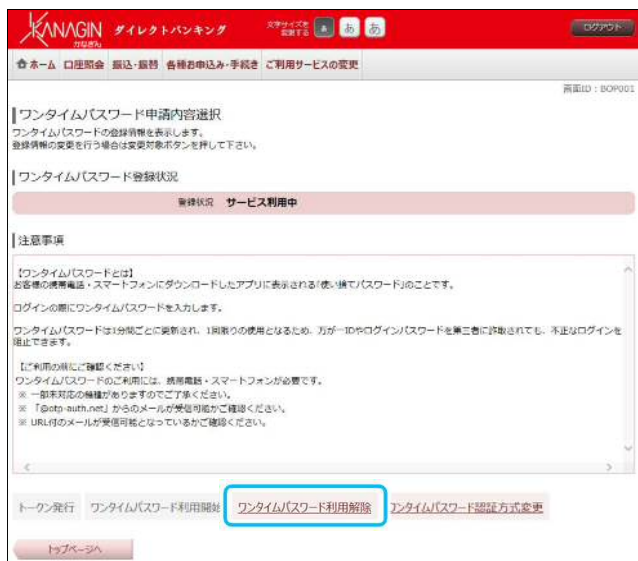 KANAGIN ダイレクトバンキング 文字サイズを変更する あ あ あ ログアウト
かなぎん
ホーム 口座照会 振込・振替 各種お申込み・手続き ご利用サービスの変更
画面ID：BOP001
ワンタイムパスワード申請内容選択
ワンタイムパスワードの登録情報を表示します。
登録情報の変更を行う場合は変更対象ボタンを押して下さい。
ワンタイムパスワード登録状況
登録状況 サービス利用中
注意事項
【ワンタイムパスワードとは】
お客様の携帯電話・スマートフォンにダウンロードしたアプリに表示される「使い捨てパスワード」のことです。
ログインの際にワンタイムパスワードを入力します。
ワンタイムパスワードは1分間ごとに更新され、1回限りの使用となるため、万が一IDやログインパスワードを第三者に詐取されても、不正なログインを
阻止できます。
【ご利用の前にご確認ください】
ワンタイムパスワードのご利用には、携帯電話・スマートフォンが必要です。
※ 一部未対応の機種がありますのでご了承ください。
※ 「@otp-auth.net」からのメールが受信可能かご確認ください。
※ URL付のメールが受信可能となっているかご確認ください。
トークン発行 ワンタイムパスワード利用開始 ワンタイムパスワード利用解除 ワンタイムパスワード認証方式変更
トップページへ